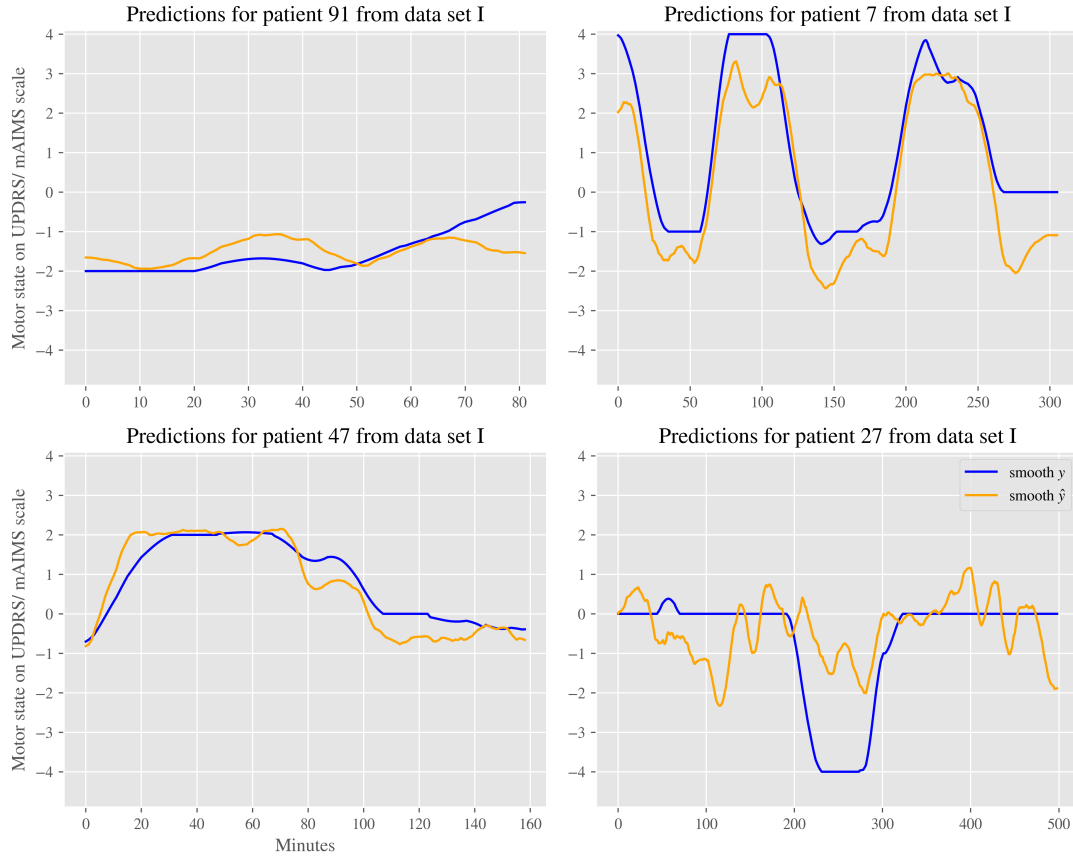 Predictions for patient 91 from data set I
Motor state on UPDRS/ mAIMS scale
4
3
2
1
0
−1
−2
−3
−4
0 10 20 30 40 50 60 70 80
Predictions for patient 7 from data set I
4
3
2
1
0
−1
−2
−3
−4
0 50 100 150 200 250 300
Predictions for patient 47 from data set I
Motor state on UPDRS/ mAIMS scale
4
3
2
1
0
−1
−2
−3
−4
0 20 40 60 80 100 120 140 160
Minutes
Predictions for patient 27 from data set I
smooth y
smooth ŷ
4
3
2
1
0
−1
−2
−3
−4
0 100 200 300 400 500